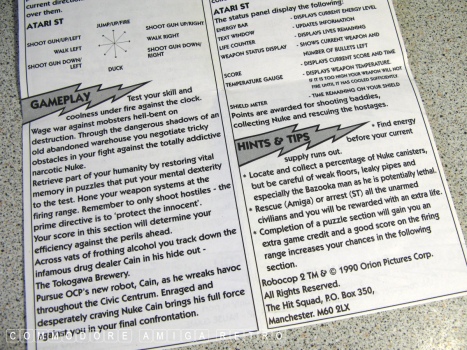 current direction
over.
ATARI ST
JUMP/UP/FIRE
SHOOT GUN UP/LEFT
SHOOT GUN UP/RIGHT
WALK LEFT
WALK RIGHT
SHOOT GUN DOWN/
LEFT
SHOOT GUN DOWN/
RIGHT
DUCK
GAMEPLAY
Test your skill and
coolness under fire against the clock.
Wage war against mobsters hell-bent on
destruction. Through the dangerous shadows of an
old abandoned warehouse you negotiate tricky
obstacles in your fight against the totally addictive
narcotic Nuke.
Retrieve part of your humanity by restoring vital
memory in puzzles that put your mental dexterity
to the test. Hone your weapon systems at the
firing range. Remember to only shoot hostiles - the
prime directive is to 'protect the innocent'.
Your score in this section will determine your
efficiency against the perils ahead.
Across vats of frothing alcohol you track down the
infamous drug dealer Cain in his hide out -
The Tokogawa Brewery.
Pursue OCP's new robot, Cain, as he wreaks havoc
throughout the Civic Centre. Enraged and
desperately craving Nuke Cain brings his full force
against you in your final confrontation.
ATARI ST
The status panel display the following:
ENERGY BAR - DISPLAYS CURRENT ENERGY LEVEL
TEXT WINDOW - UPDATES INFORMATION
LIFE COUNTER - DISPLAYS LIVES REMAINING
WEAPON STATUS DISPLAY - SHOWS CURRENT WEAPON AND
NUMBER OF BULLETS LEFT
SCORE - DISPLAYS CURRENT SCORE AND TIME
TEMPERATURE GAUGE - DISPLAYS WEAPON TEMPERATURE.
IF IT IS TOO HIGH YOUR WEAPON WILL NOT
FIRE UNTIL IT HAS COOLED SUFFICIENTLY
SHIELD METER - TIME REMAINING ON YOUR SHIELD
Points are awarded for shooting baddies,
collecting Nuke and rescuing the hostages.
HINTS & TIPS
• Find energy
before your current
supply runs out.
• Locate and collect a percentage of Nuke canisters,
but be careful of weak floors, leaky pipes and
especially the Bazooka man as he is lethal.
• Rescue (Amiga) or arrest (ST) all the unarmed
civilians and you will be rewarded with an extra life.
• Completion of a puzzle section will gain you an
extra game credit and a good score on the firing
range increases your chances in the following
section.
Robocop 2 TM & © 1990 Orion Pictures Corp.
All Rights Reserved.
The Hit Squad, P.O. Box 350,
Manchester. M60 2LX
COMMODORE AMIGA RETRO